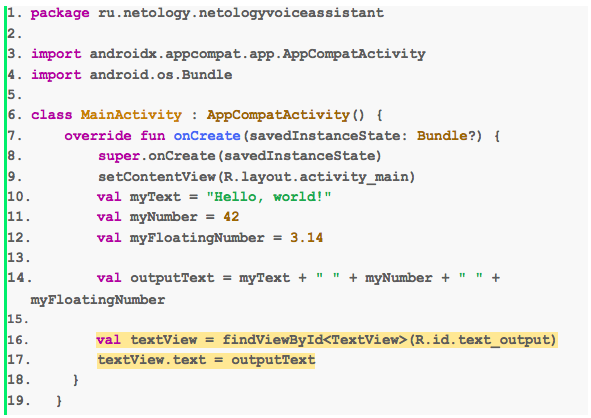 1. package ru.netology.netologyvoiceassistant
2.
3. import androidx.appcompat.app.AppCompatActivity
4. import android.os.Bundle
5.
6. class MainActivity : AppCompatActivity() {
7. override fun onCreate(savedInstanceState: Bundle?) {
8. super.onCreate(savedInstanceState)
9. setContentView(R.layout.activity_main)
10. val myText = "Hello, world!"
11. val myNumber = 42
12. val myFloatingNumber = 3.14
13.
14. val outputText = myText + " " + myNumber + " " +
myFloatingNumber
15.
16. val textView = findViewById<TextView>(R.id.text_output)
17. textView.text = outputText
18. }
19. }